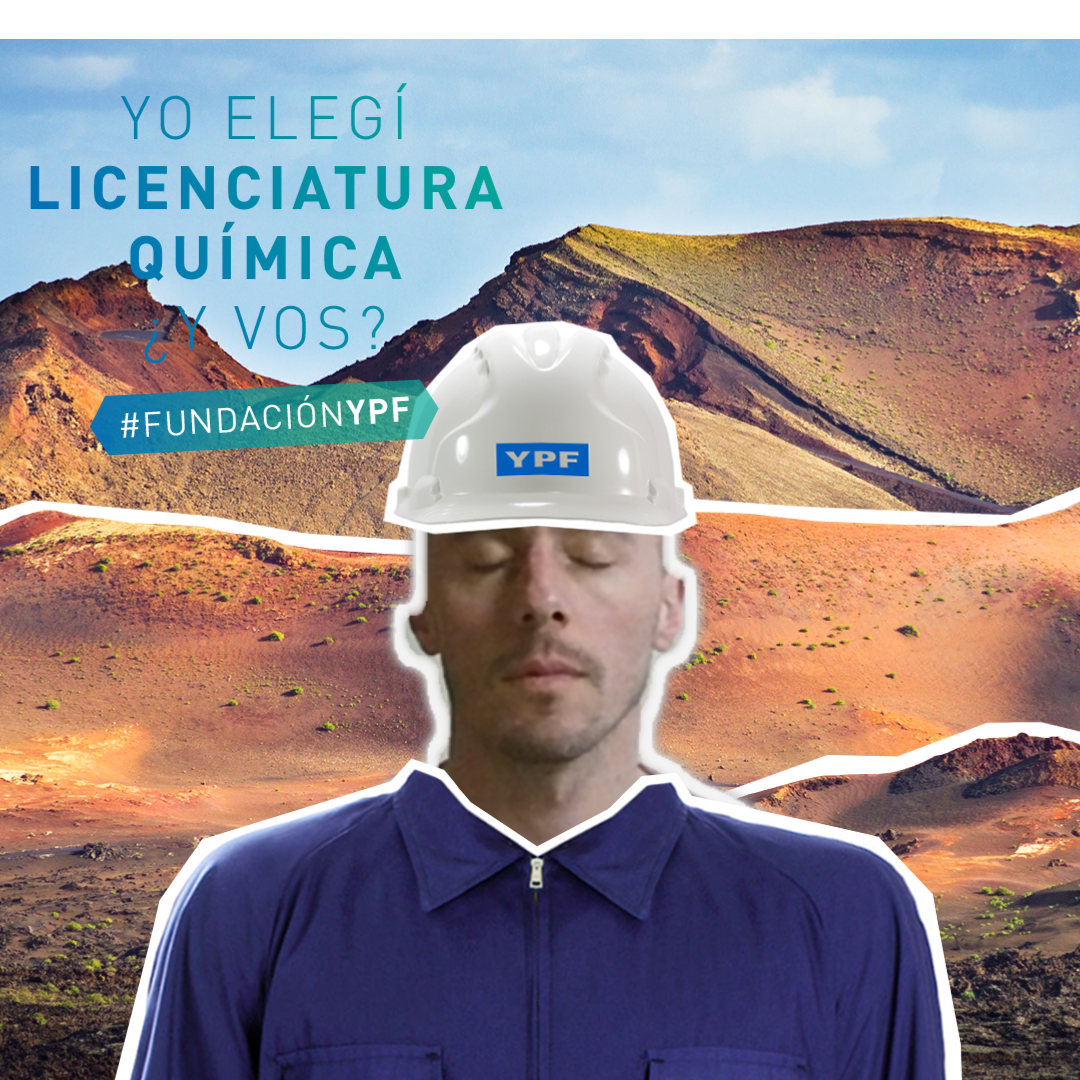 YO ELEGÍ
LICENCIATURA
QUÍMICA
¿Y VOS?
#FUNDACIÓNYPF
YPF